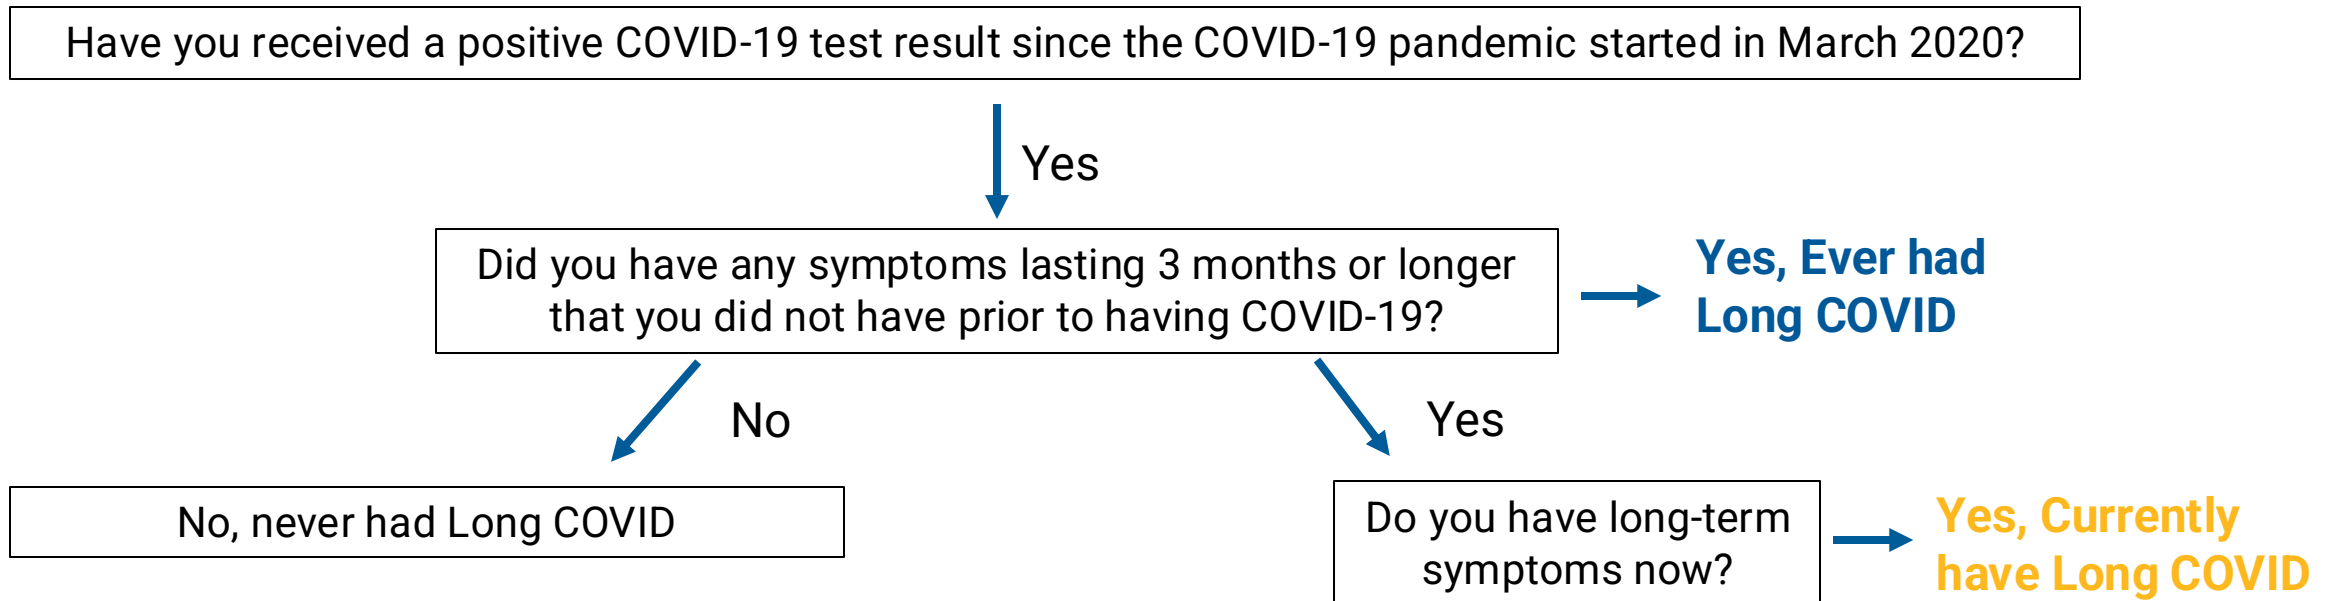 Have you received a positive COVID-19 test result since the COVID-19 pandemic started in March 2020?
Yes
Did you have any symptoms lasting 3 months or longer
that you did not have prior to having COVID-19?
Yes, Ever had
Long COVID
No
Yes
No, never had Long COVID
Do you have long-term
symptoms now?
Yes, Currently
have Long COVID